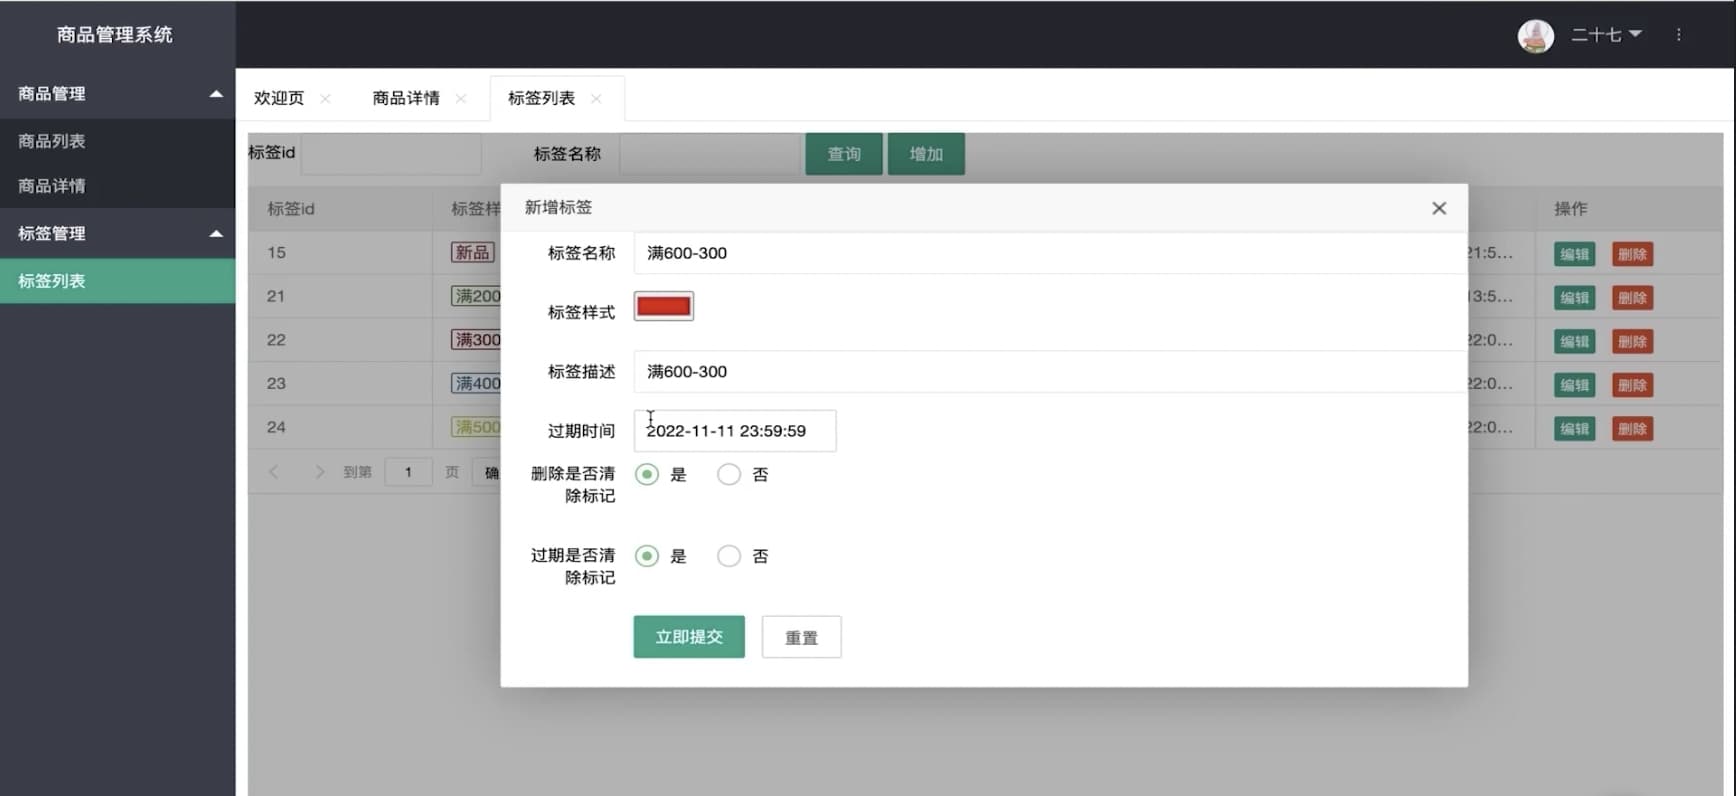 商品管理系统
二十七
商品管理
商品列表
商品详情
标签管理
标签列表
欢迎页
商品详情
标签列表
标签id
标签名称
查询
增加
标签id
标签样
操作
15
新品
21:5...
编辑
删除
21
满200
13:5...
编辑
删除
22
满300
22:0...
编辑
删除
23
满400
22:0...
编辑
删除
24
满500
22:0...
编辑
删除
到第
1
页
确
新增标签
标签名称
满600-300
标签样式
标签描述
满600-300
过期时间
2022-11-11 23:59:59
删除是否清
除标记
是
否
过期是否清
除标记
是
否
立即提交
重置